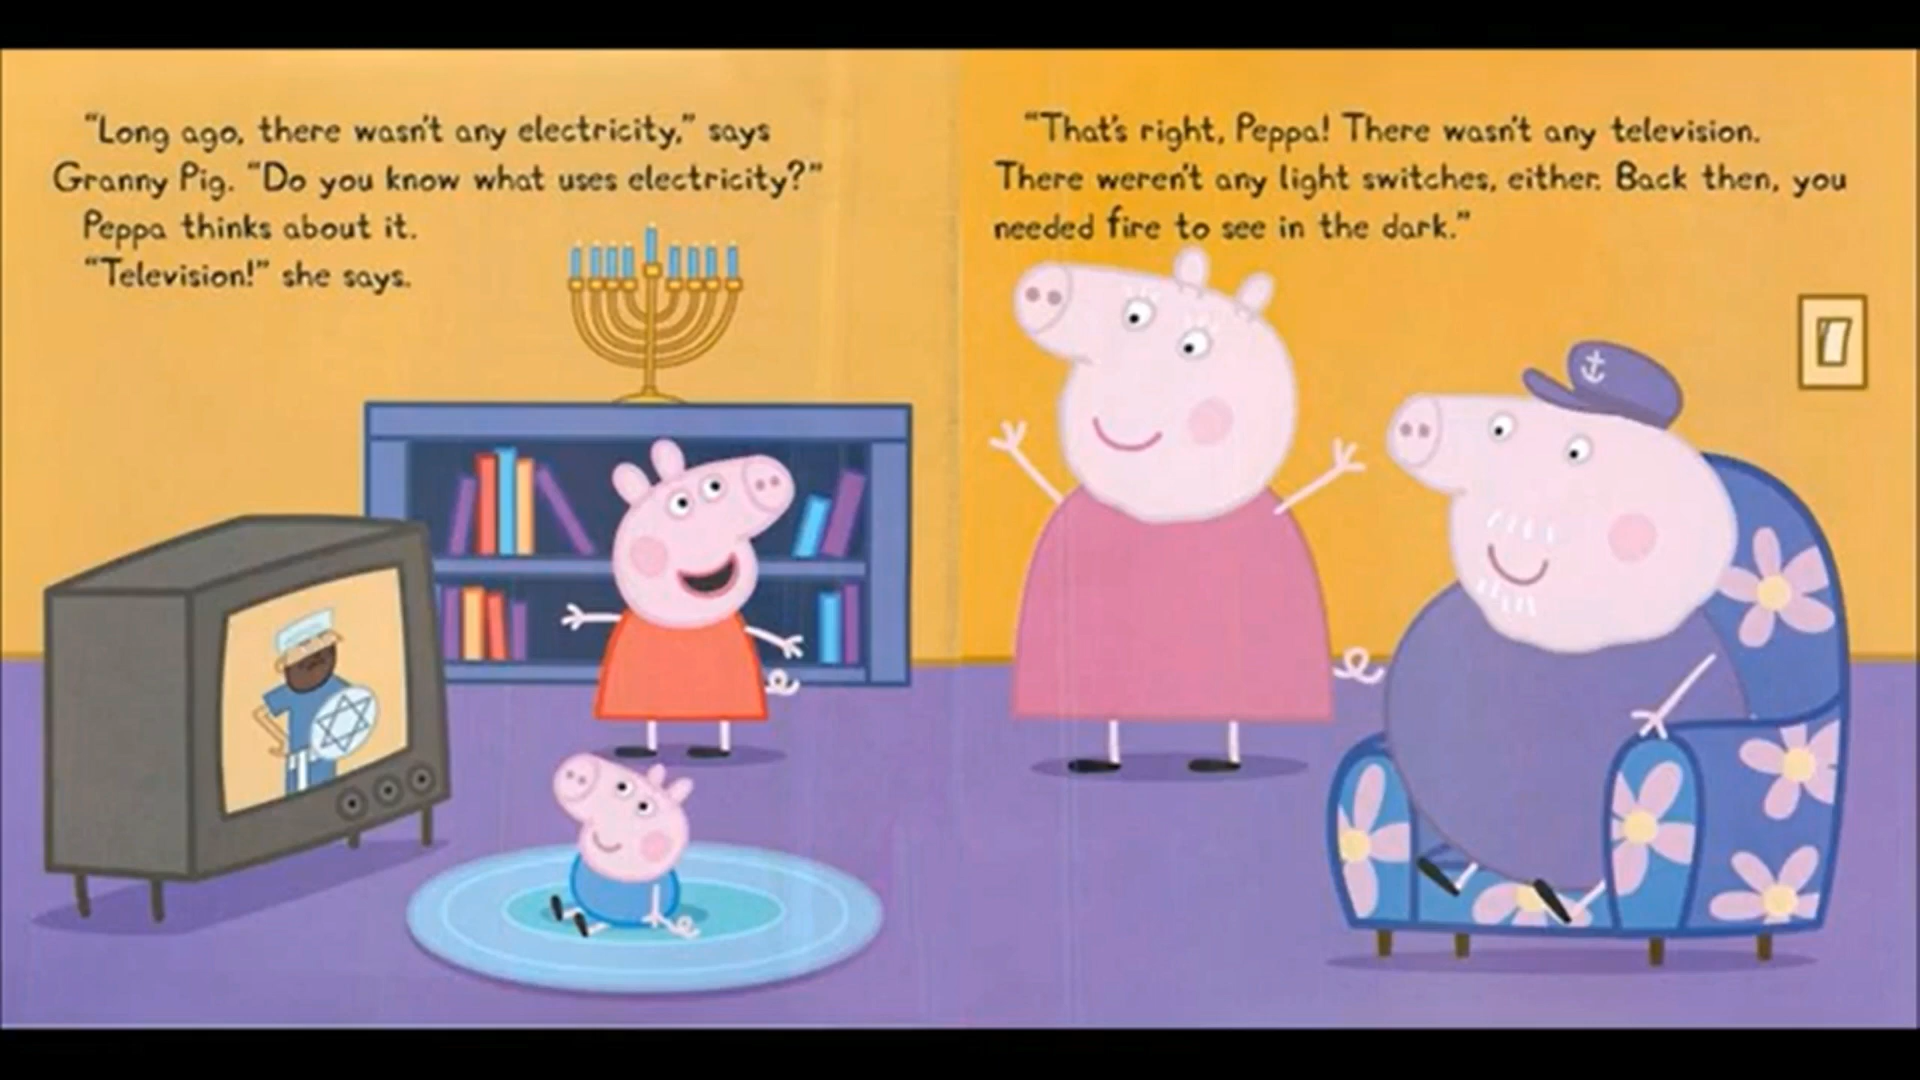 “Long ago, there wasn’t any electricity,” says
Granny Pig. “Do you know what uses electricity?”
Peppa thinks about it.
“Television!” she says.
“That’s right, Peppa! There wasn’t any television.
There weren’t any light switches, either. Back then, you
needed fire to see in the dark.”